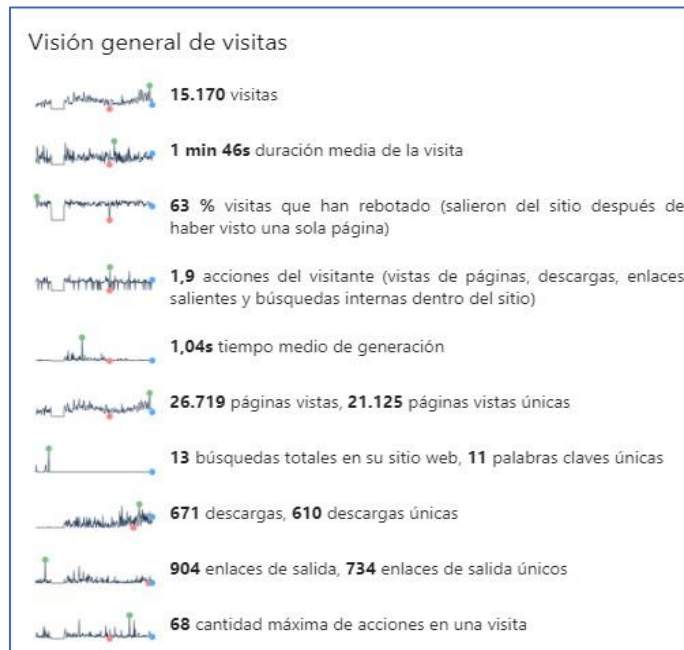 Visión general de visitas
15.170 visitas
1 min 46s duración media de la visita
63 % visitas que han rebotado (salieron del sitio después de
haber visto una sola página)
1,9 acciones del visitante (vistas de páginas, descargas, enlaces
salientes y búsquedas internas dentro del sitio)
1,04s tiempo medio de generación
26.719 páginas vistas, 21.125 páginas vistas únicas
13 búsquedas totales en su sitio web, 11 palabras claves únicas
671 descargas, 610 descargas únicas
904 enlaces de salida, 734 enlaces de salida únicos
68 cantidad máxima de acciones en una visita